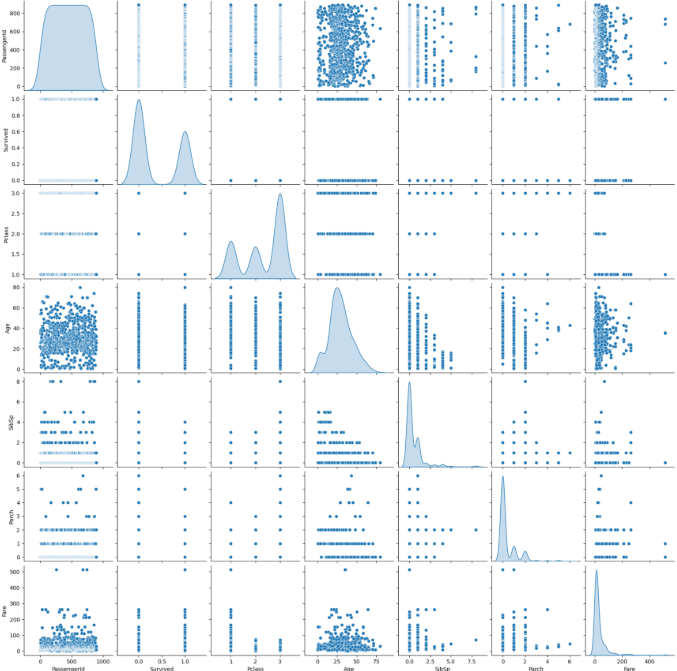 800
600
400
200
0
PassengerId
1.0
0.8
0.6
0.4
0.2
0.0
Survived
3.0
2.5
2.0
1.5
1.0
Pclass
80
60
40
20
0
Age
8
6
4
2
0
SibSp
6
5
4
3
2
1
0
Parch
500
400
300
200
100
0
Fare
0 500 1000
0.0 0.5 1.0
1 2 3
0 25 50 75
0.0 2.5 5.0 7.5
0 2 4 6
0 200 400
PassengerId Survived Pclass Age SibSp Parch Fare